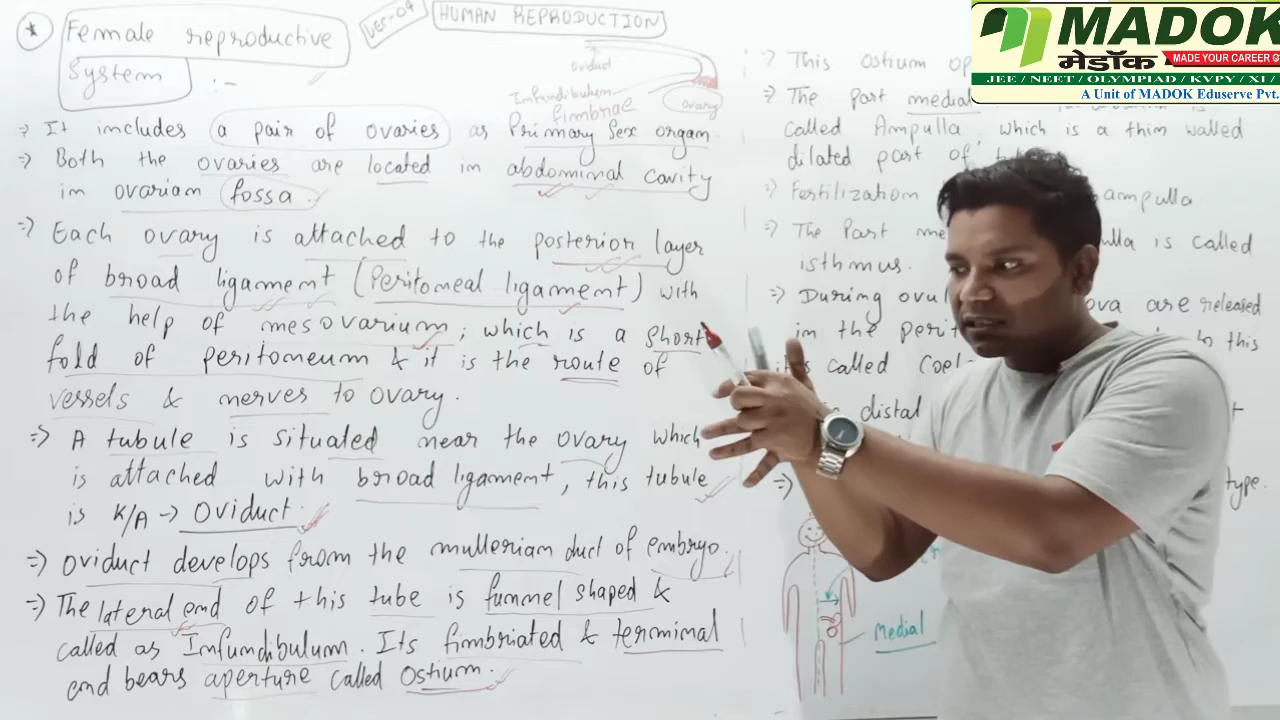 Female reproductive
System :-
Lec-04
HUMAN REPRODUCTION
oviduct
Infundibulum
fimbrae
ovary
⇒ It includes a pair of ovaries as Primary Sex organ.
⇒ Both the ovaries are located in abdominal cavity
in ovarian fossa.
⇒ Each ovary is attached to the posterior layer
of broad ligament (Peritoneal ligament) with
the help of mesovarium, which is a short
fold of peritoneum & it is the route of
vessels & nerves to ovary.
⇒ A tubule is situated near the ovary which
is attached with broad ligament, this tubule
is K/A → Oviduct.
⇒ Oviduct develops from the mullerian duct of embryo.
⇒ The lateral end of this tube is funnel shaped &
called as Infundibulum. Its fimbriated & terminal
end bears aperture called Ostium.
⇒ This ostium op
⇒ The Part medial
called Ampulla, which is a thin walled
dilated part of
⇒ Fertilization ampulla
⇒ The Part me ulla is called
isthmus.
⇒ During ovul ova are released
in the perit this
is called Coel
distal
type.
Medial
MADOK
मेडॉक
MADE YOUR CAREER G
JEE / NEET / OLYMPIAD / KVPY / XI /
A Unit of MADOK Eduserve Pvt.